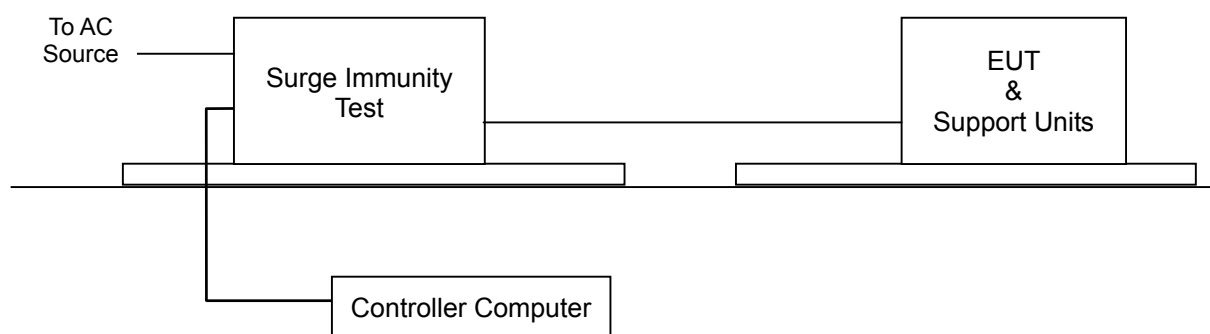 To AC
Source
Surge Immunity
Test
EUT
&
Support Units
Controller Computer